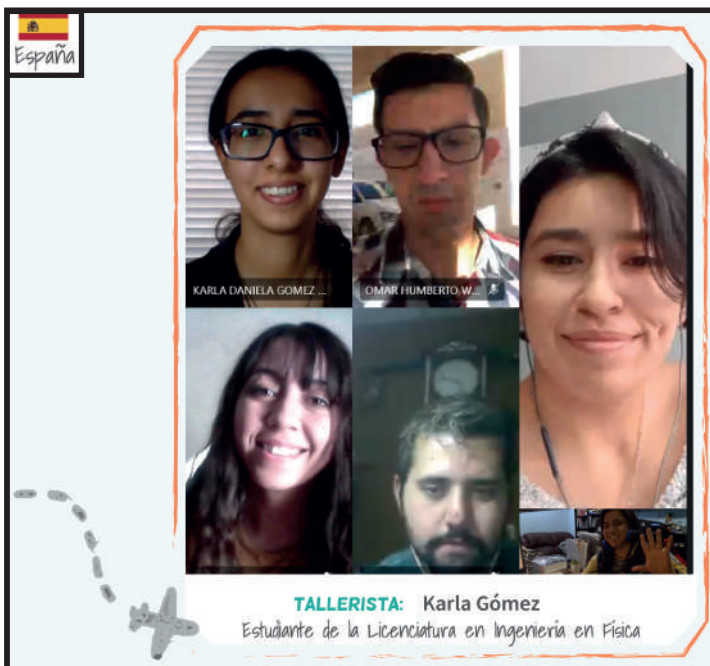 España
KARLA DANIELA GOMEZ ...
OMAR HUMBERTO W...
TALLERISTA: Karla Gómez
Estudiante de la Licenciatura en Ingeniería en Física